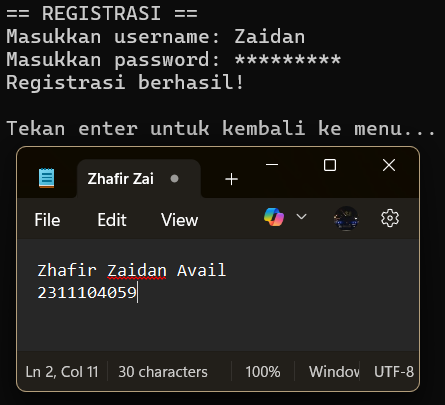 == REGISTRASI ==
Masukkan username: Zaidan
Masukkan password: *********
Registrasi berhasil!
Tekan enter untuk kembali ke menu...
Zhafir Zai
File Edit View
Zhafir Zaidan Avail
2311104059
Ln 2, Col 11 30 characters 100% Window UTF-8